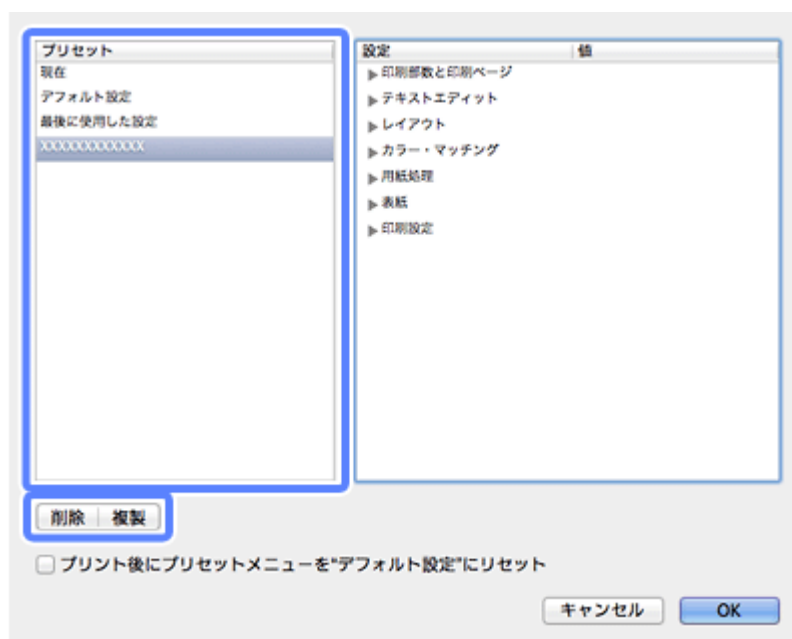 プリセット
現在
デフォルト設定
最後に使用した設定
XXXXXXXXXXXX
設定 値
印刷部数と印刷ページ
テキストエディット
レイアウト
カラー・マッチング
用紙処理
表紙
印刷設定
削除 複製
プリント後にプリセットメニューを“デフォルト設定”にリセット
キャンセル OK